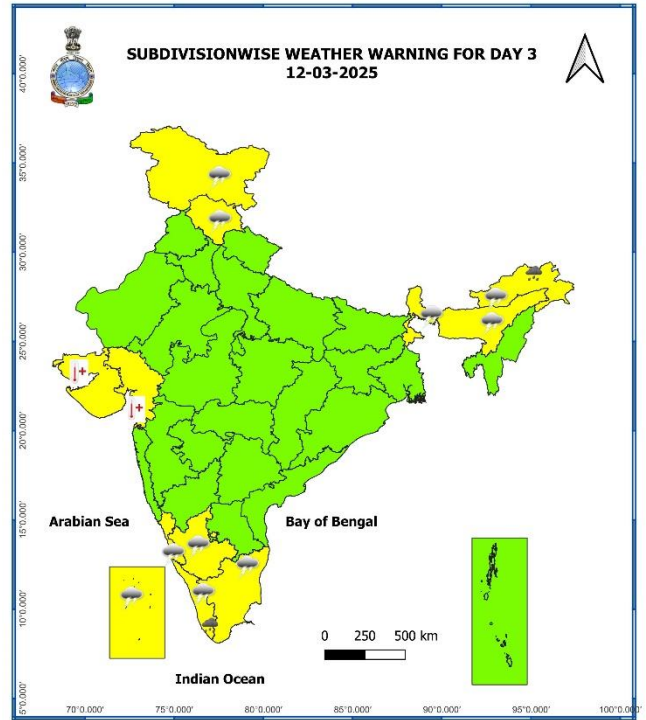 SUBDIVISIONWISE WEATHER WARNING FOR DAY 3
12-03-2025
40°0.000'
35°0.000'
30°0.000'
25°0.000'
20°0.000'
15°0.000'
10°0.000'
5°0.000'
Arabian Sea
Bay of Bengal
0 250 500 km
Indian Ocean
70°0.000' 75°0.000' 80°0.000' 85°0.000' 90°0.000' 95°0.000' 100°0.000'